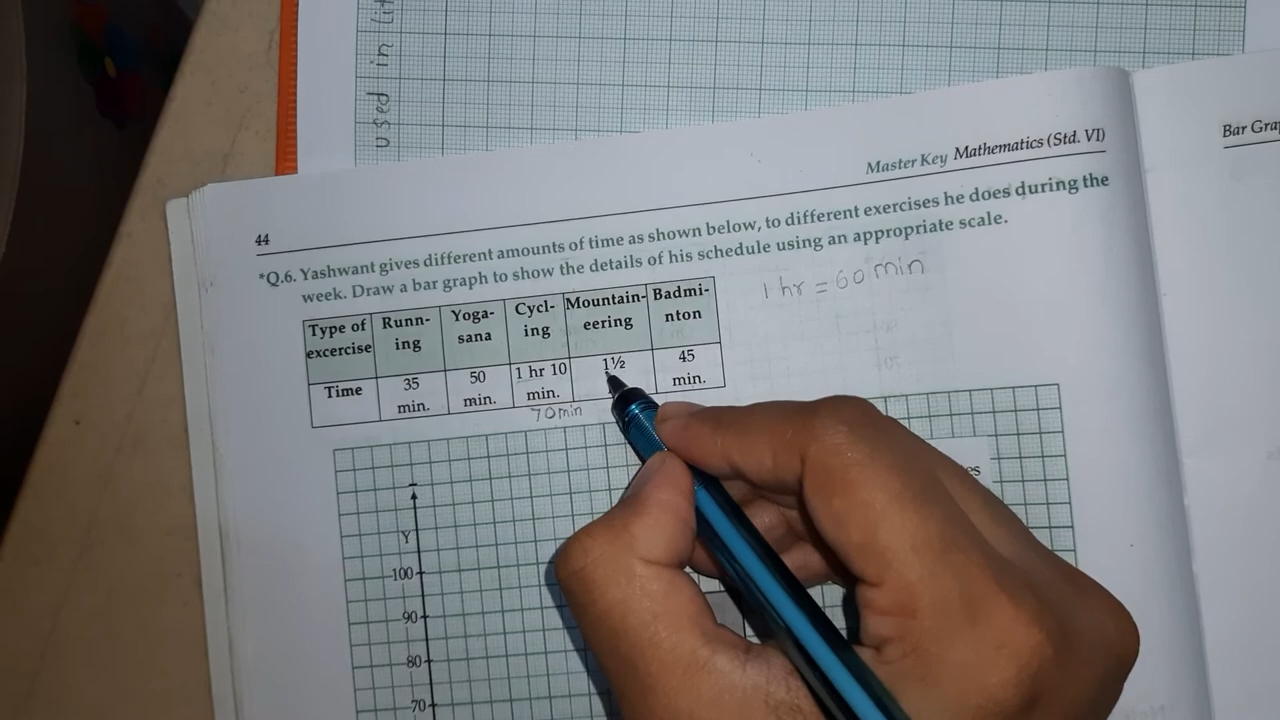 used in
Master Key Mathematics (Std. VI)
Bar
44
*Q.6. Yashwant gives different amounts of time as shown below, to different exercises he does during the
week. Draw a bar graph to show the details of his schedule using an appropriate scale.
1 hr = 60 min
Type of excercise Runn-ing Yoga-sana Cycl-ing Mountain-eering Badmi-nton
Time 35 min. 50 min. 1 hr 10 min. 1½ 45 min.
70 min
Y
100
90
80
70